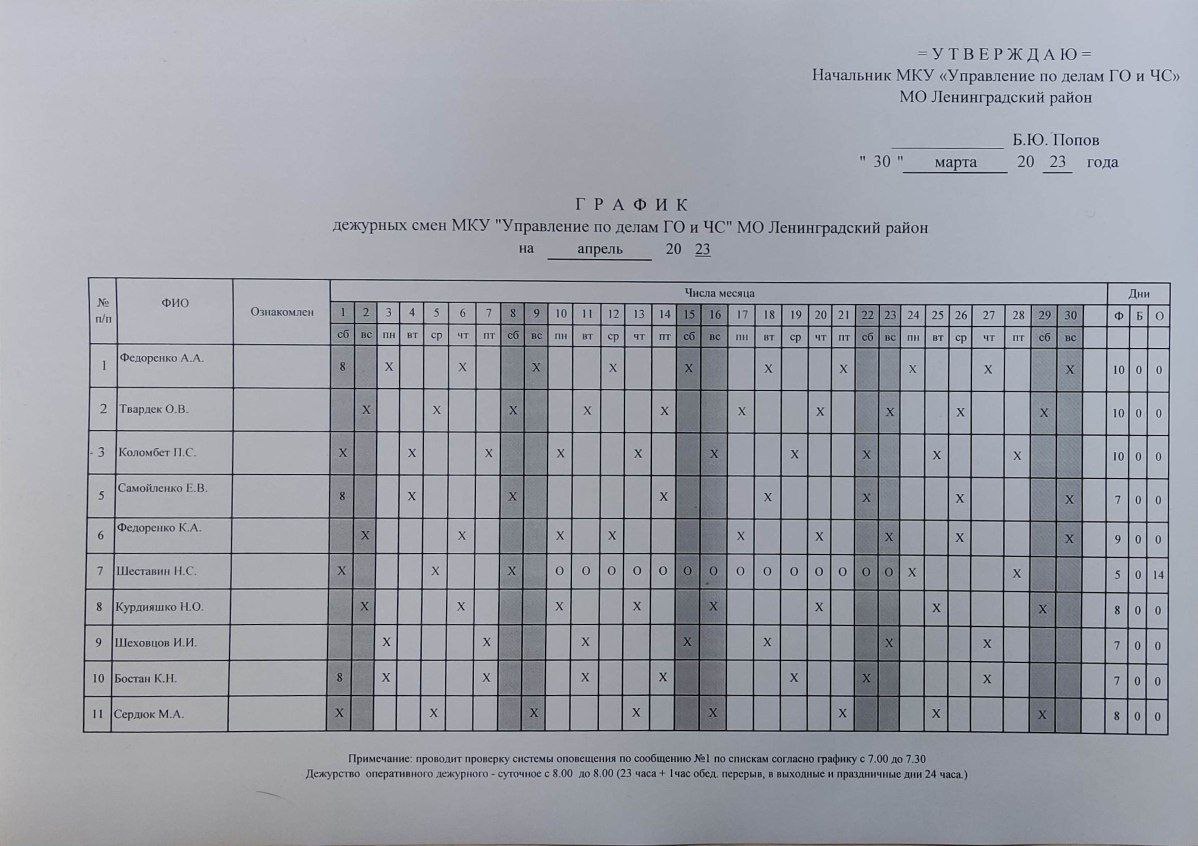 = У Т В Е Р Ж Д А Ю =
Начальник МКУ «Управление по делам ГО и ЧС»
МО Ленинградский район
____________ Б.Ю. Попов
" 30 " марта 20 23 года
Г Р А Ф И К
дежурных смен МКУ "Управление по делам ГО и ЧС" МО Ленинградский район
на апрель 20 23
№ п/п ФИО Ознакомлен Числа месяца Дни
1 2 3 4 5 6 7 8 9 10 11 12 13 14 15 16 17 18 19 20 21 22 23 24 25 26 27 28 29 30 Ф Б О
сб вс пн вт ср чт пт сб вс пн вт ср чт пт сб вс пн вт ср чт пт сб вс пн вт ср чт пт сб вс
1 Федоренко А.А. 8 X X X X X X X X X X 10 0 0
2 Твардек О.В. X X X X X X X X X X 10 0 0
3 Коломбет П.С. X X X X X X X X X X 10 0 0
5 Самойленко Е.В. 8 X X X X X X X 7 0 0
6 Федоренко К.А. X X X X X X X X X 9 0 0
7 Шеставин Н.С. X X X О О О О О О О О О О О О О О X X 5 0 14
8 Курдияшко Н.О. X X X X X X X X 8 0 0
9 Шеховцов И.И. X X X X X X X 7 0 0
10 Бостан К.Н. 8 X X X X X X X 7 0 0
11 Сердюк М.А. X X X X X X X X 8 0 0
Примечание: проводит проверку системы оповещения по сообщению №1 по спискам согласно графику с 7.00 до 7.30
Дежурство оперативного дежурного - суточное с 8.00 до 8.00 (23 часа + 1час обед. перерыв, в выходные и праздничные дни 24 часа.)